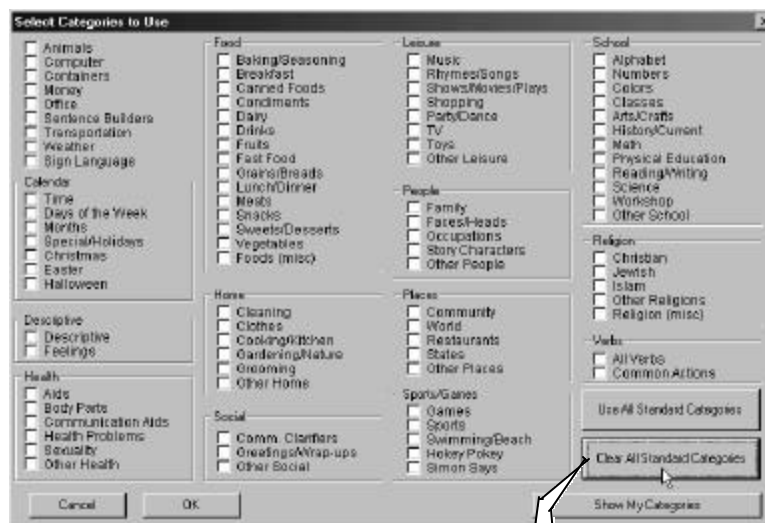 Select Categories to Use
Animals
Computer
Containers
Money
Office
Sentence Builders
Transportation
Weather
Sign Language
Calendar
Time
Days of the Week
Months
Special/Holidays
Christmas
Easter
Halloween
Descriptive
Descriptive
Feelings
Health
Aids
Body Parts
Communication Aids
Health Problems
Sexuality
Other Health
Food
Baking/Seasoning
Breakfast
Canned Foods
Condiments
Dairy
Drinks
Fruits
Fast Food
Grains/Breads
Lunch/Dinner
Meats
Snacks
Sweets/Desserts
Vegetables
Foods (misc)
Home
Cleaning
Clothes
Cooking/Kitchen
Gardening/Nature
Grooming
Other Home
Social
Comm. Clarifiers
Greetings/Wrap-ups
Other Social
Leisure
Music
Rhymes/Songs
Shows/Movies/Plays
Shopping
Party/Dance
TV
Toys
Other Leisure
People
Family
Faces/Heads
Occupations
Story Characters
Other People
Places
Community
World
Restaurants
States
Other Places
Sports/Games
Games
Sports
Swimming/Beach
Hokey Pokey
Simon Says
School
Alphabet
Numbers
Colors
Classes
Arts/Crafts
History/Current
Math
Physical Education
Reading/Writing
Science
Workshop
Other School
Religion
Christian
Jewish
Islam
Other Religions
Religion (misc)
Verbs
All Verbs
Common Actions
Use All Standard Categories
Clear All Standard Categories
Cancel
OK
Show My Categories